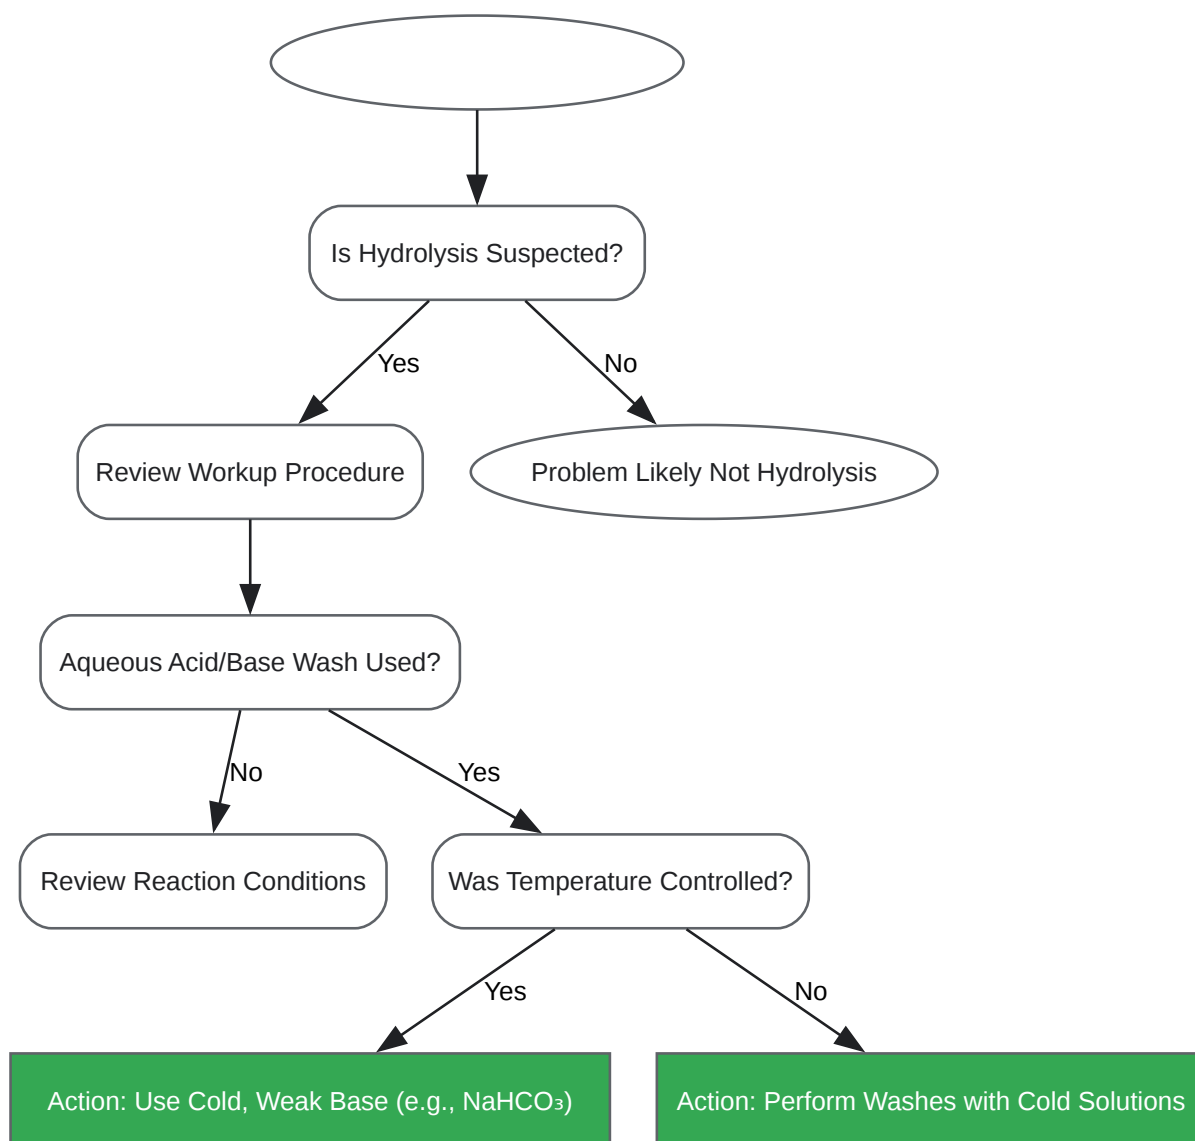 Is Hydrolysis Suspected?
Yes
No
Review Workup Procedure
Problem Likely Not Hydrolysis
Aqueous Acid/Base Wash Used?
No
Yes
Review Reaction Conditions
Was Temperature Controlled?
Yes
No
Action: Use Cold, Weak Base (e.g., NaHCO₃)
Action: Perform Washes with Cold Solutions